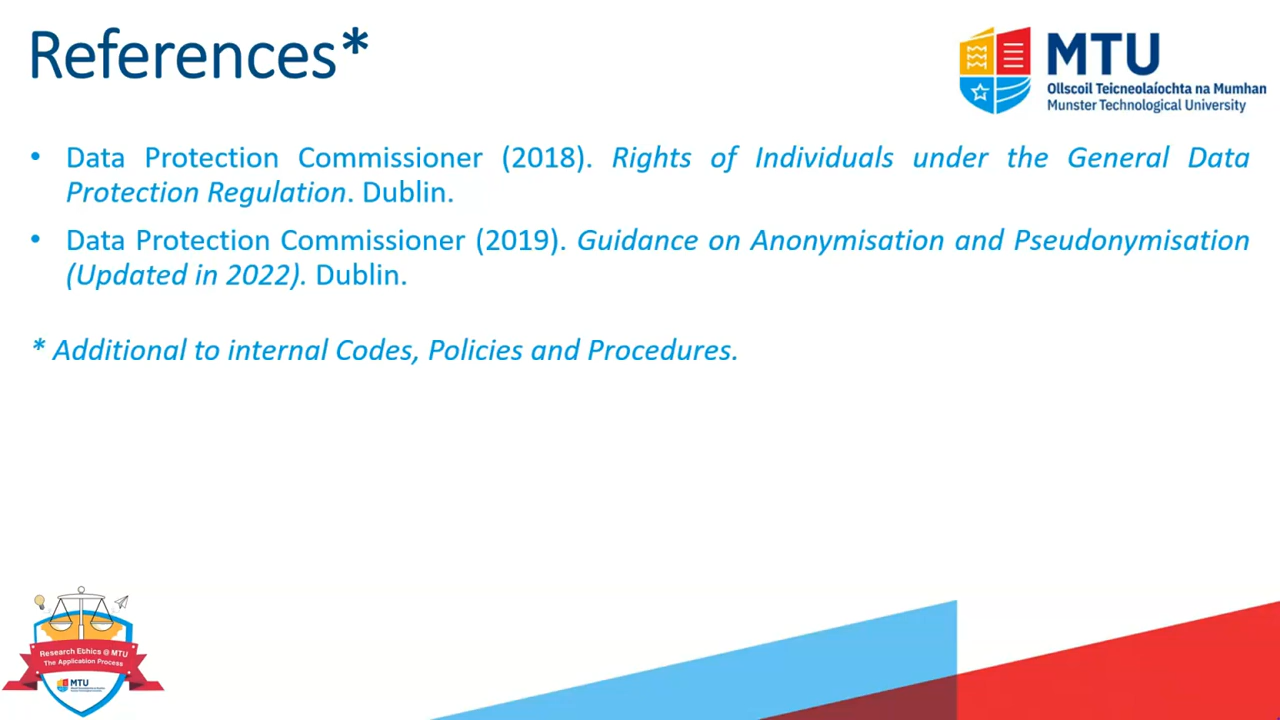 References*
MTU
Ollscoil Teicneolaíochta na Mumhan
Munster Technological University
• Data Protection Commissioner (2018). Rights of Individuals under the General Data
Protection Regulation. Dublin.
• Data Protection Commissioner (2019). Guidance on Anonymisation and Pseudonymisation
(Updated in 2022). Dublin.
* Additional to internal Codes, Policies and Procedures.
Research Ethics @ MTU
The Application Process
MTU